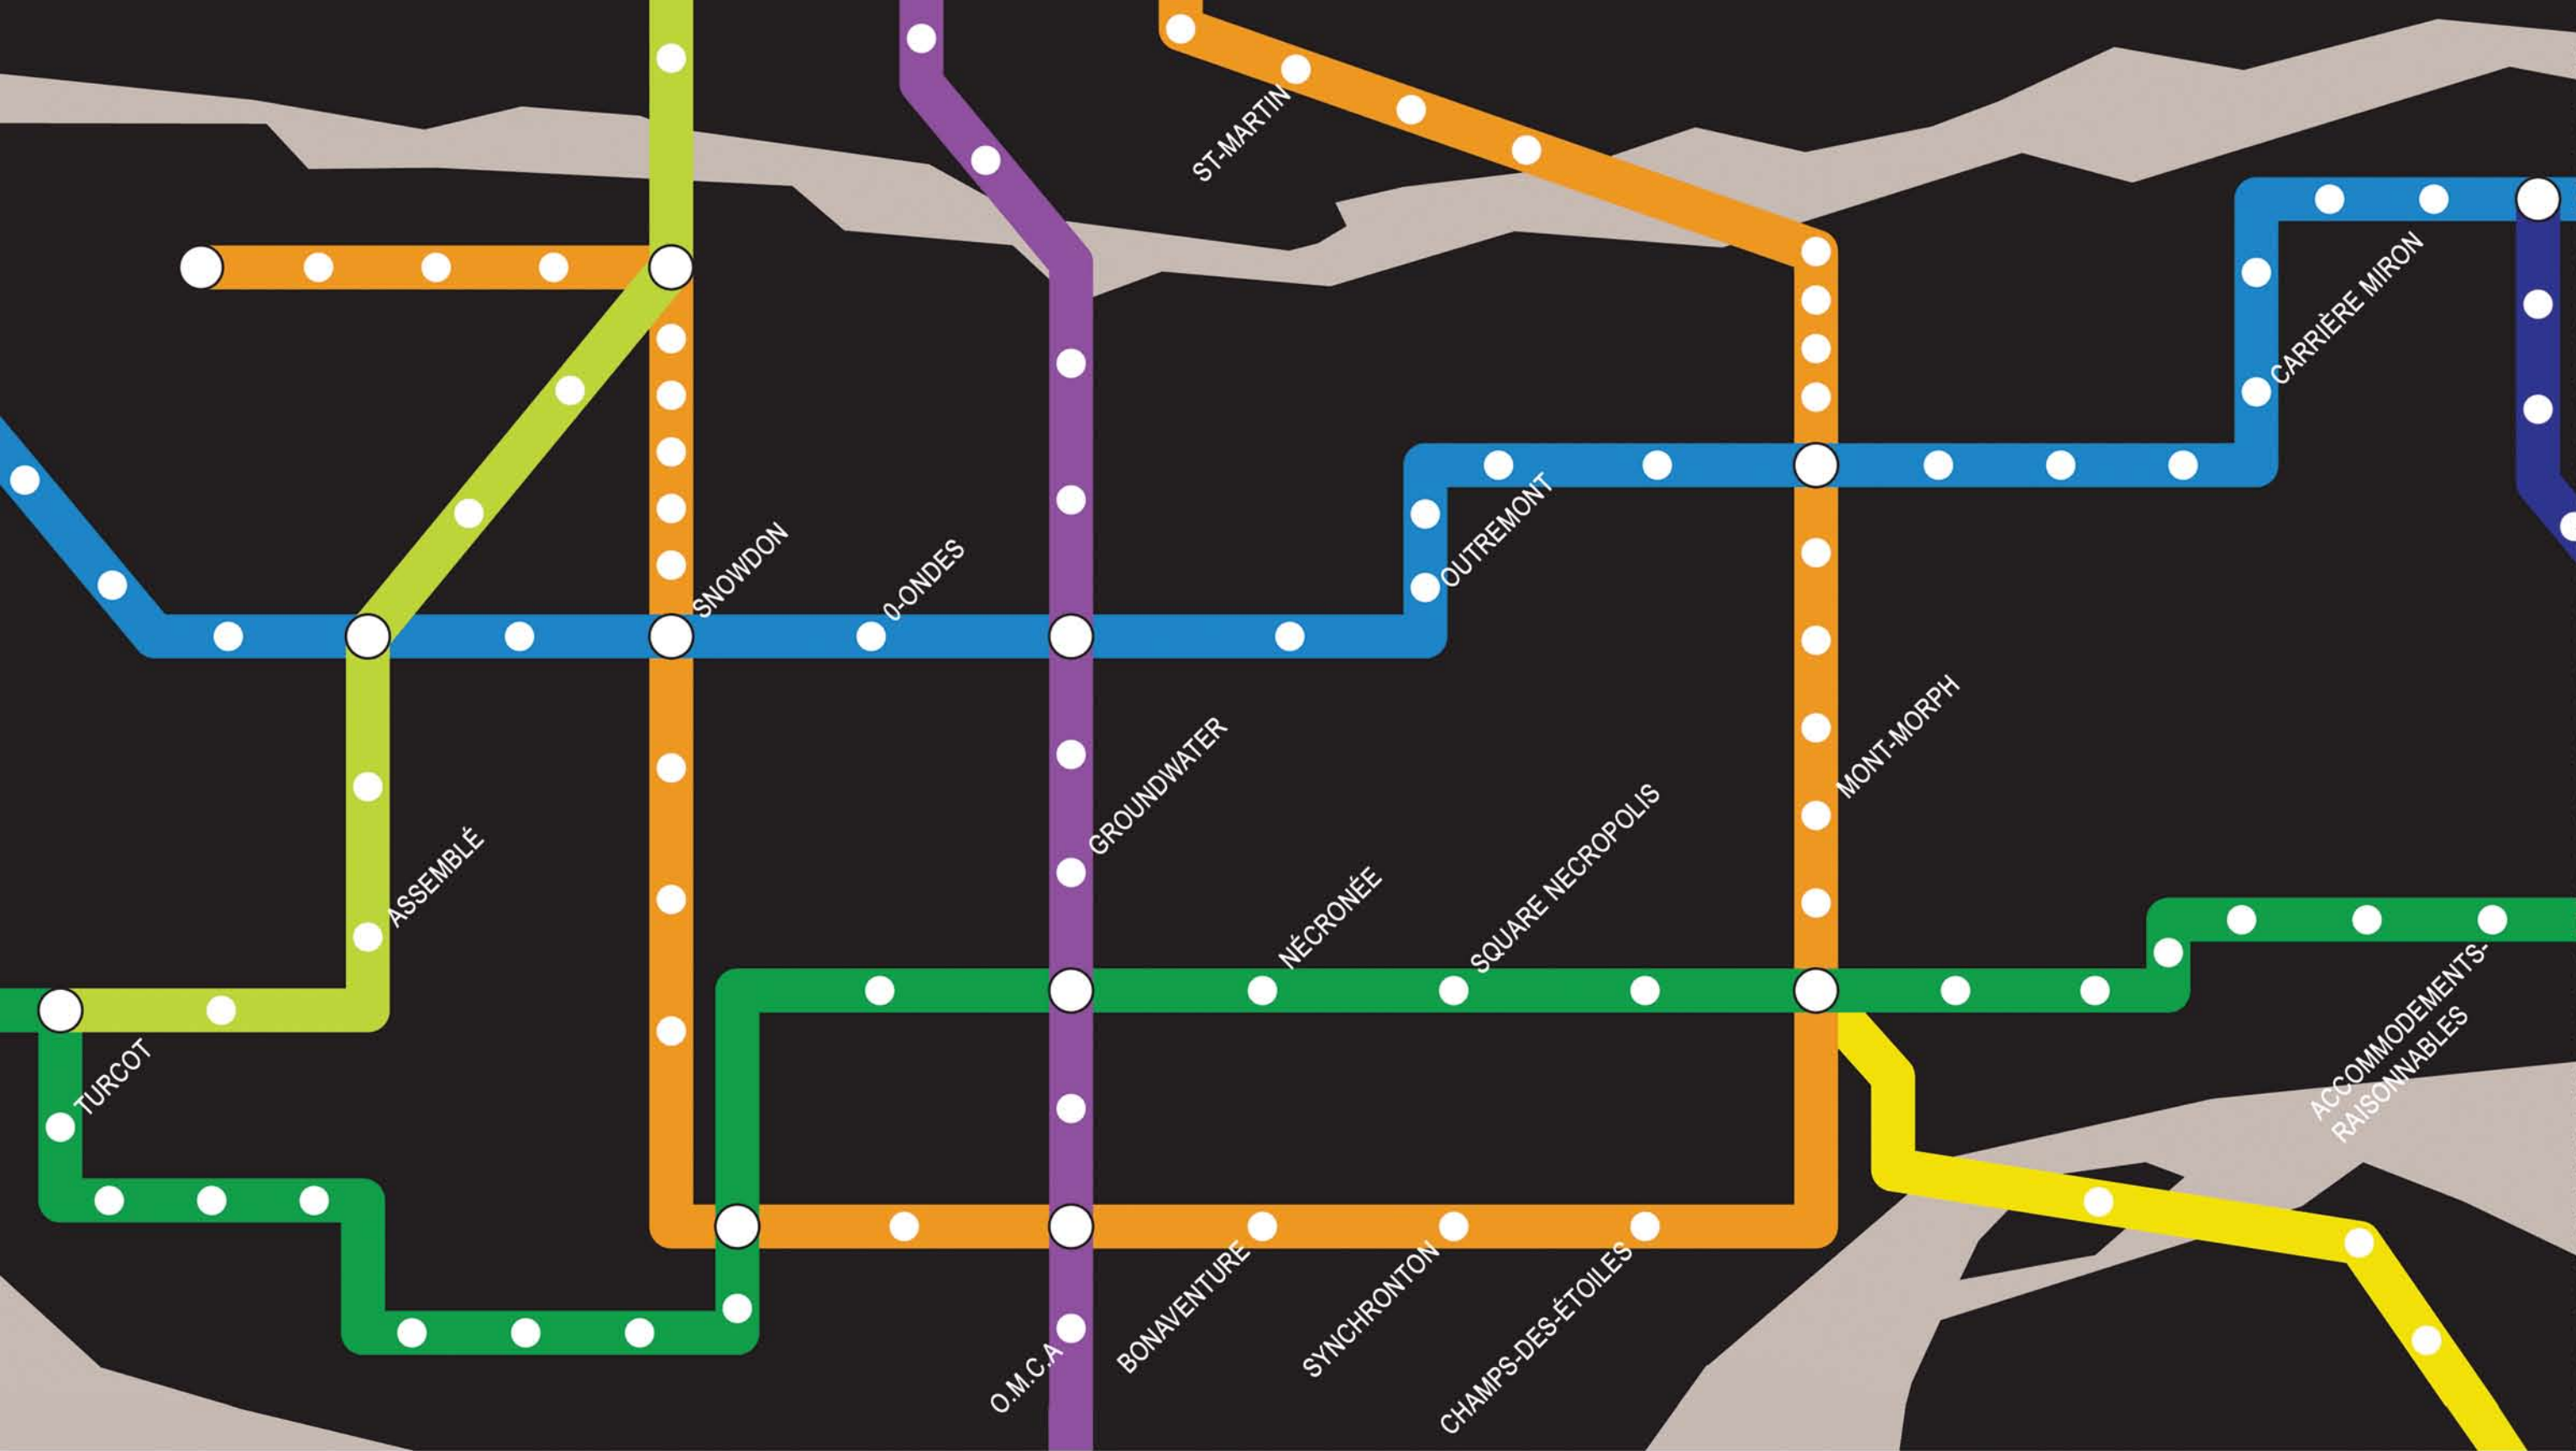 ST-MARTIN
CARRIÈRE MIRON
SNOWDON
0-ONDES
OUTREMONT
GROUNDWATER
MONT-MORPH
ASSEMBLÉ
NÉCRONÉE
SQUARE NECROPOLIS
TURCOT
ACCOMMODEMENTS-
RAISONNABLES
O.M.C.A
BONAVENTURE
SYNCHRONTON
CHAMPS-DES-ÉTOILES